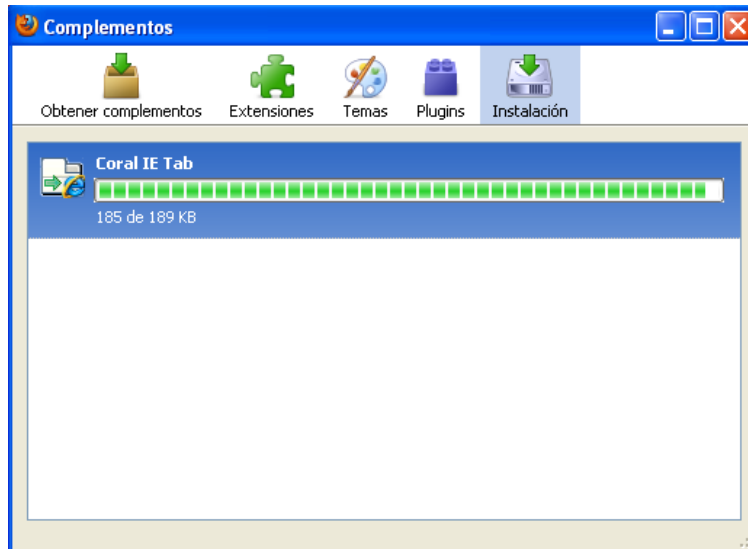 Complementos
Obtener complementos Extensiones Temas Plugins Instalación
Coral IE Tab
185 de 189 KB